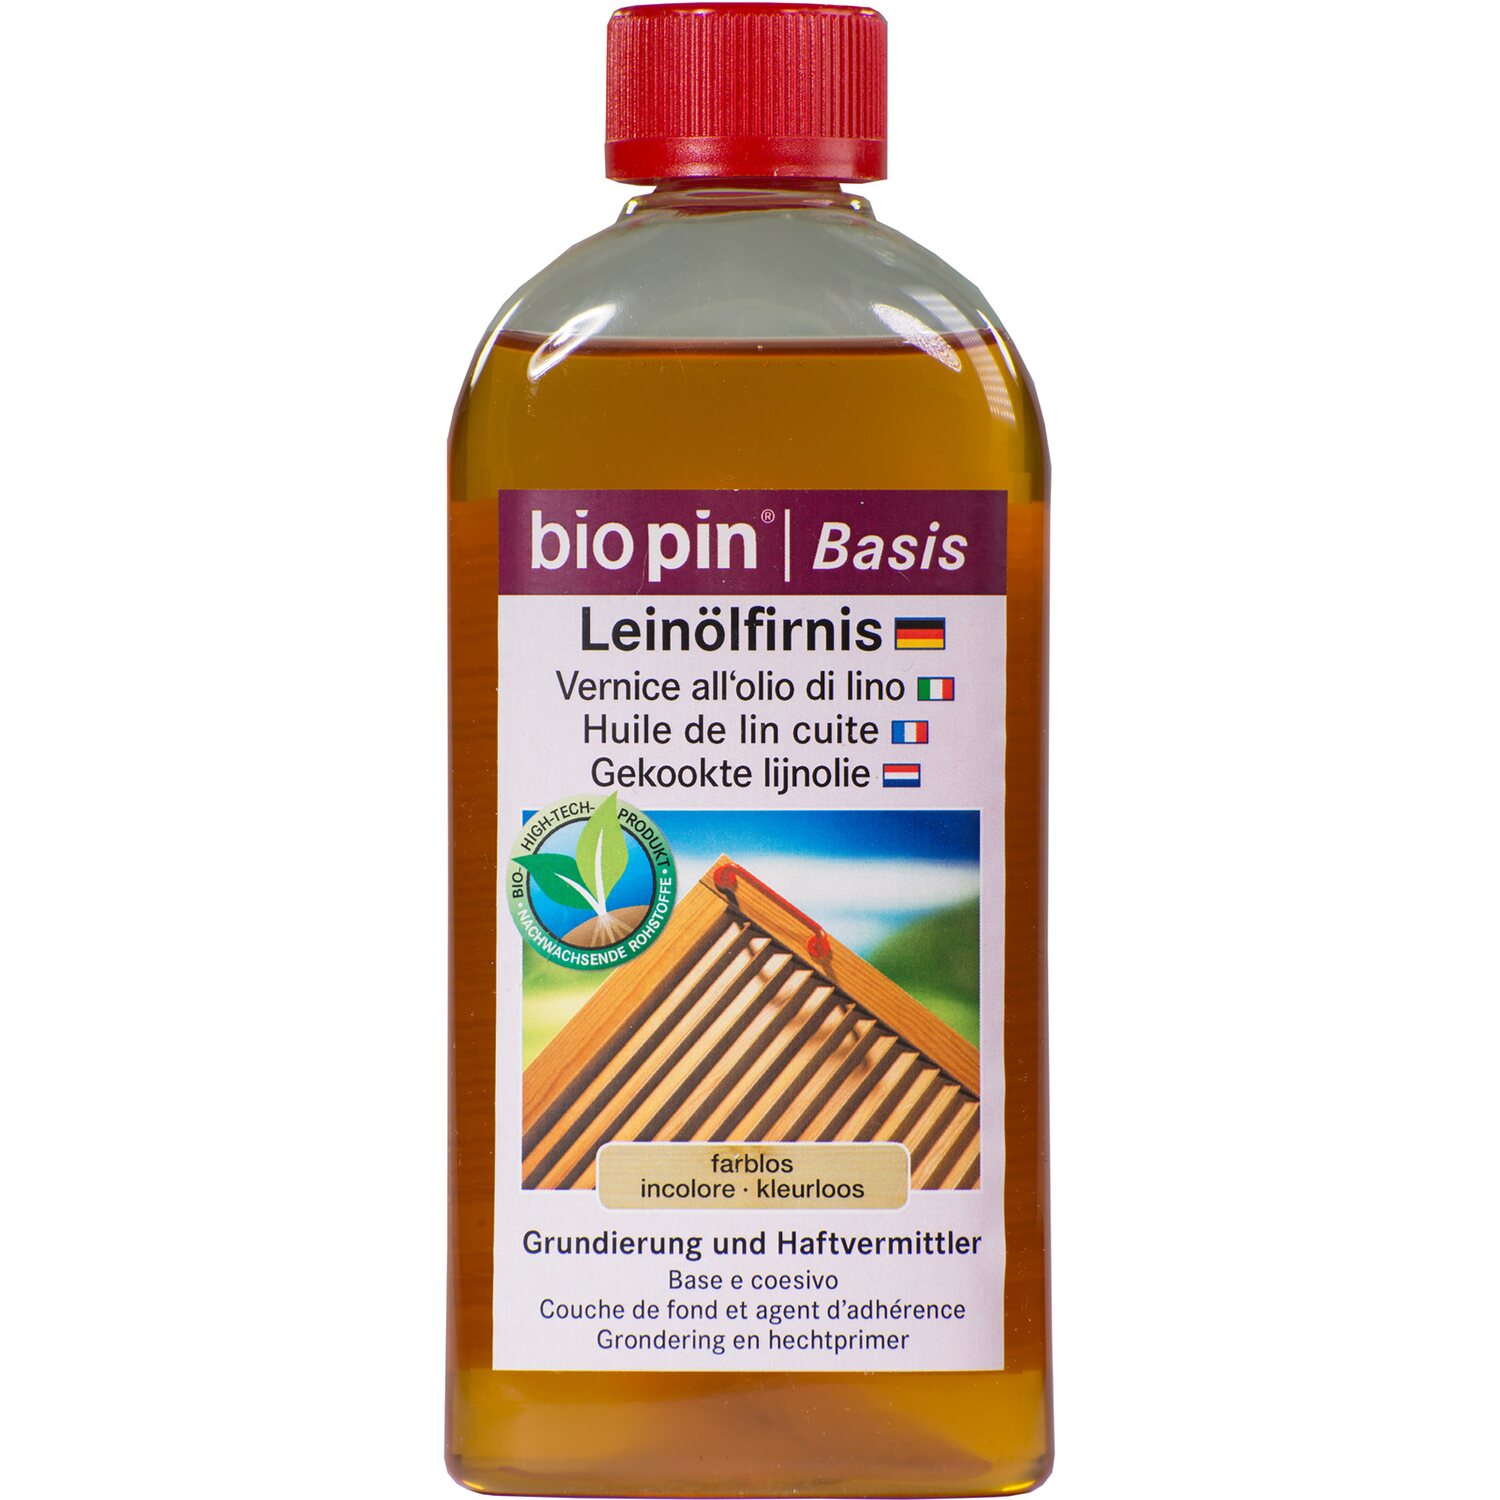 bio pin® | Basis
Leinölfirnis
Vernice all‘olio di lino
Huile de lin cuite
Gekookte lijnolie
BIO-HIGH-TECH-PRODUKT
• NACHWACHSENDE ROHSTOFFE •
farblos
incolore · kleurloos
Grundierung und Haftvermittler
Base e coesivo
Couche de fond et agent d’adhérence
Grondering en hechtprimer